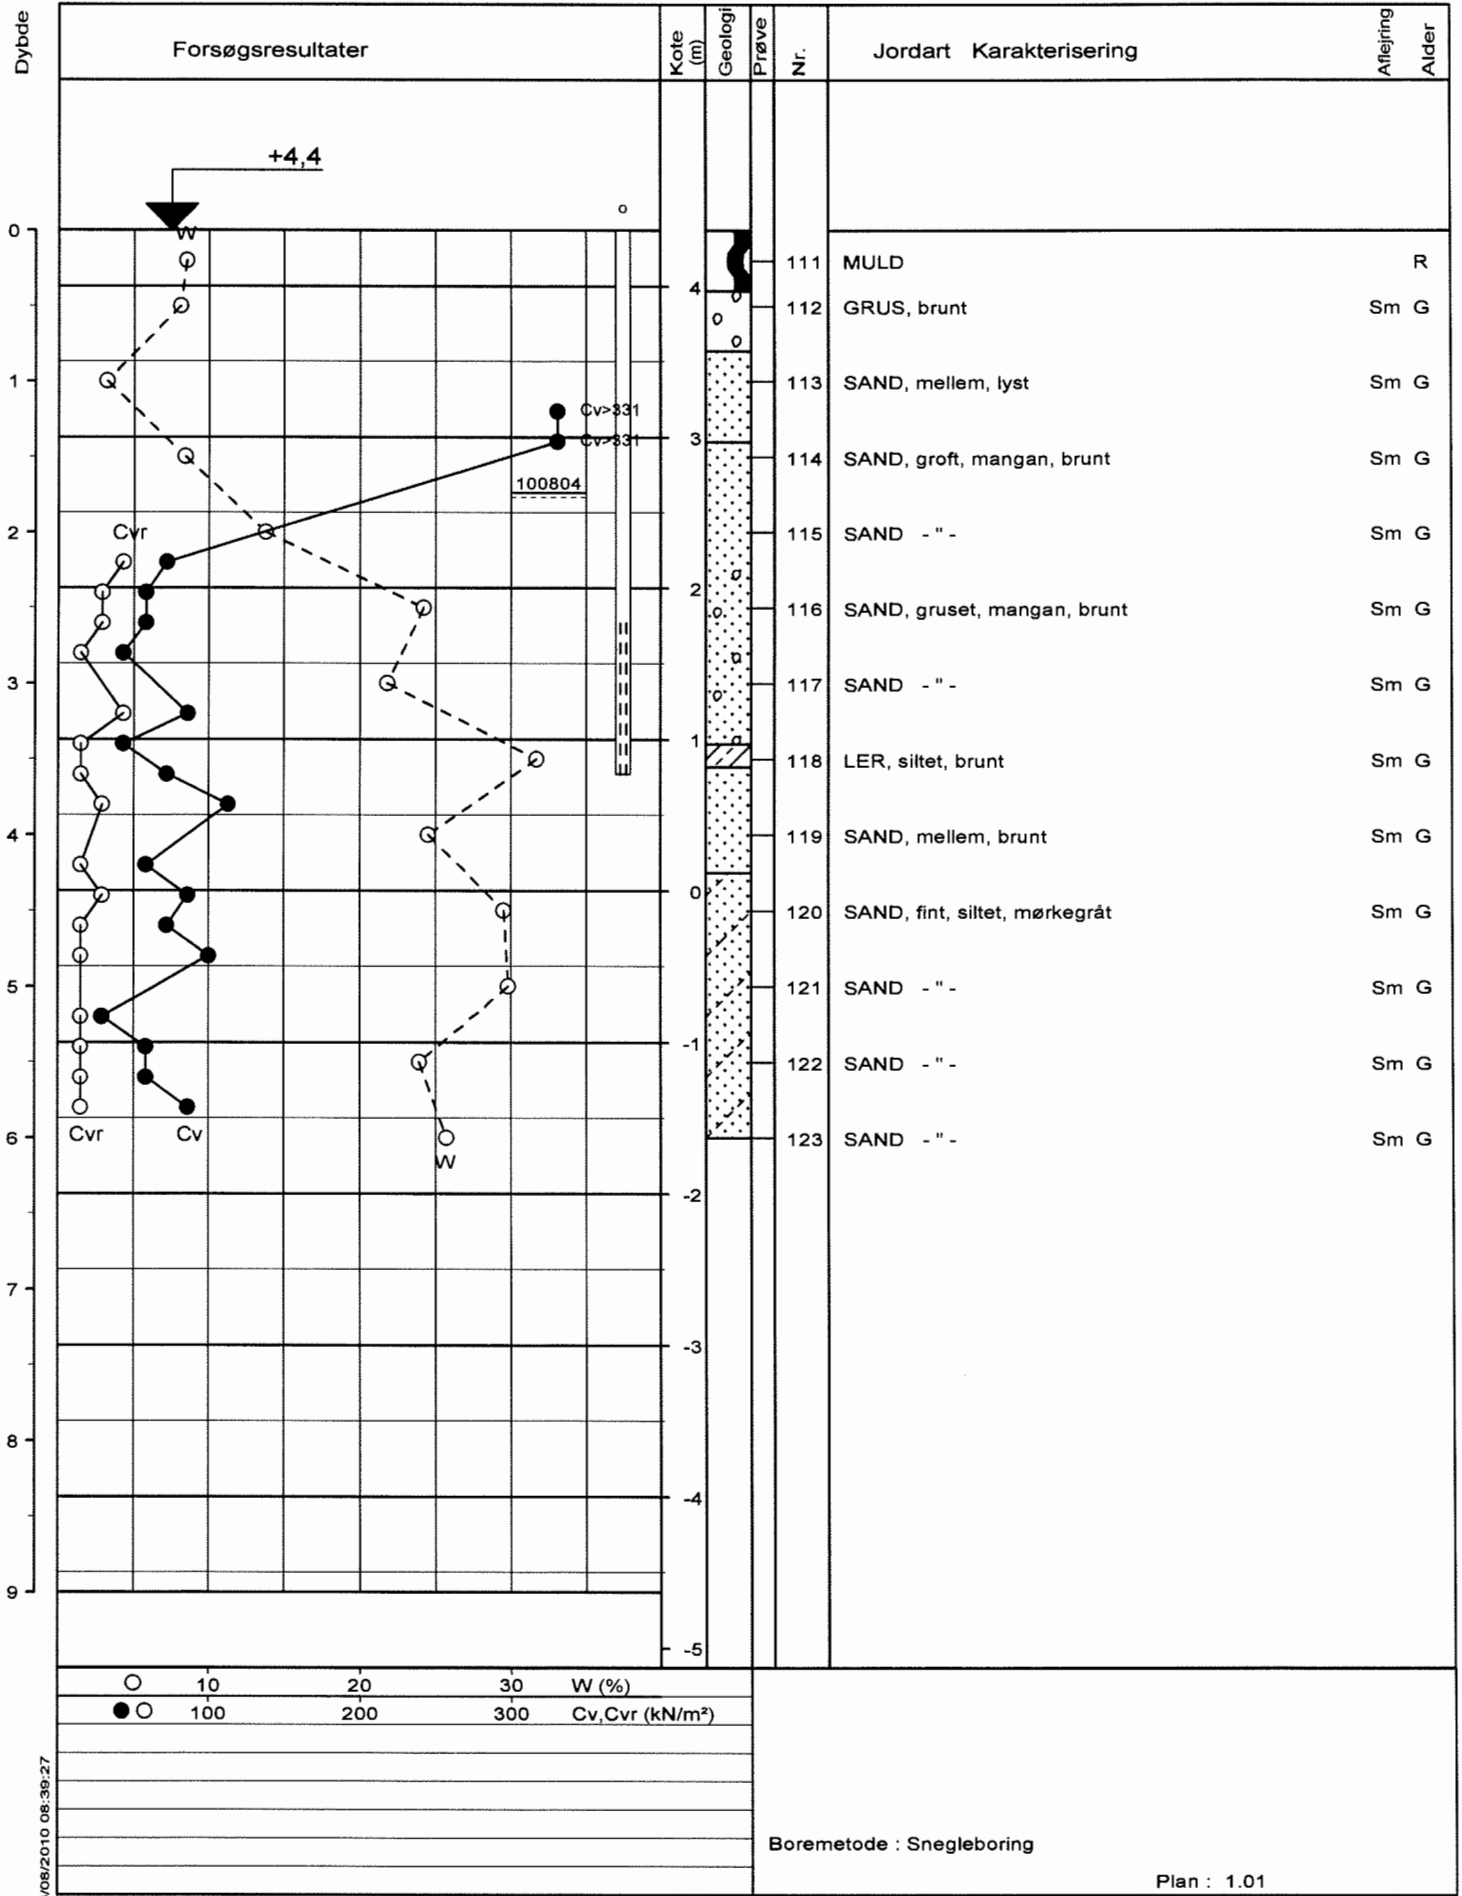 Dybde
Forsøgsresultater
Kote (m)
Geologi
Prøve
Nr.
Jordart Karakterisering
Aflejring
Alder
+4,4
0
W
111 MULD R
4
112 GRUS, brunt Sm G
1
113 SAND, mellem, lyst Sm G
Cv>331
3
Cv>331
114 SAND, groft, mangan, brunt Sm G
100804
2
Cvr
115 SAND - " - Sm G
2
116 SAND, gruset, mangan, brunt Sm G
3
117 SAND - " - Sm G
1
118 LER, siltet, brunt Sm G
4
119 SAND, mellem, brunt Sm G
0
120 SAND, fint, siltet, mørkegråt Sm G
5
121 SAND - " - Sm G
-1
122 SAND - " - Sm G
Cvr Cv
6
123 SAND - " - Sm G
W
-2
7
-3
8
-4
9
-5
10 20 30 W (%)
100 200 300 Cv,Cvr (kN/m²)
/08/2010 08:39:27
Boremetode : Snegleboring
Plan : 1.01